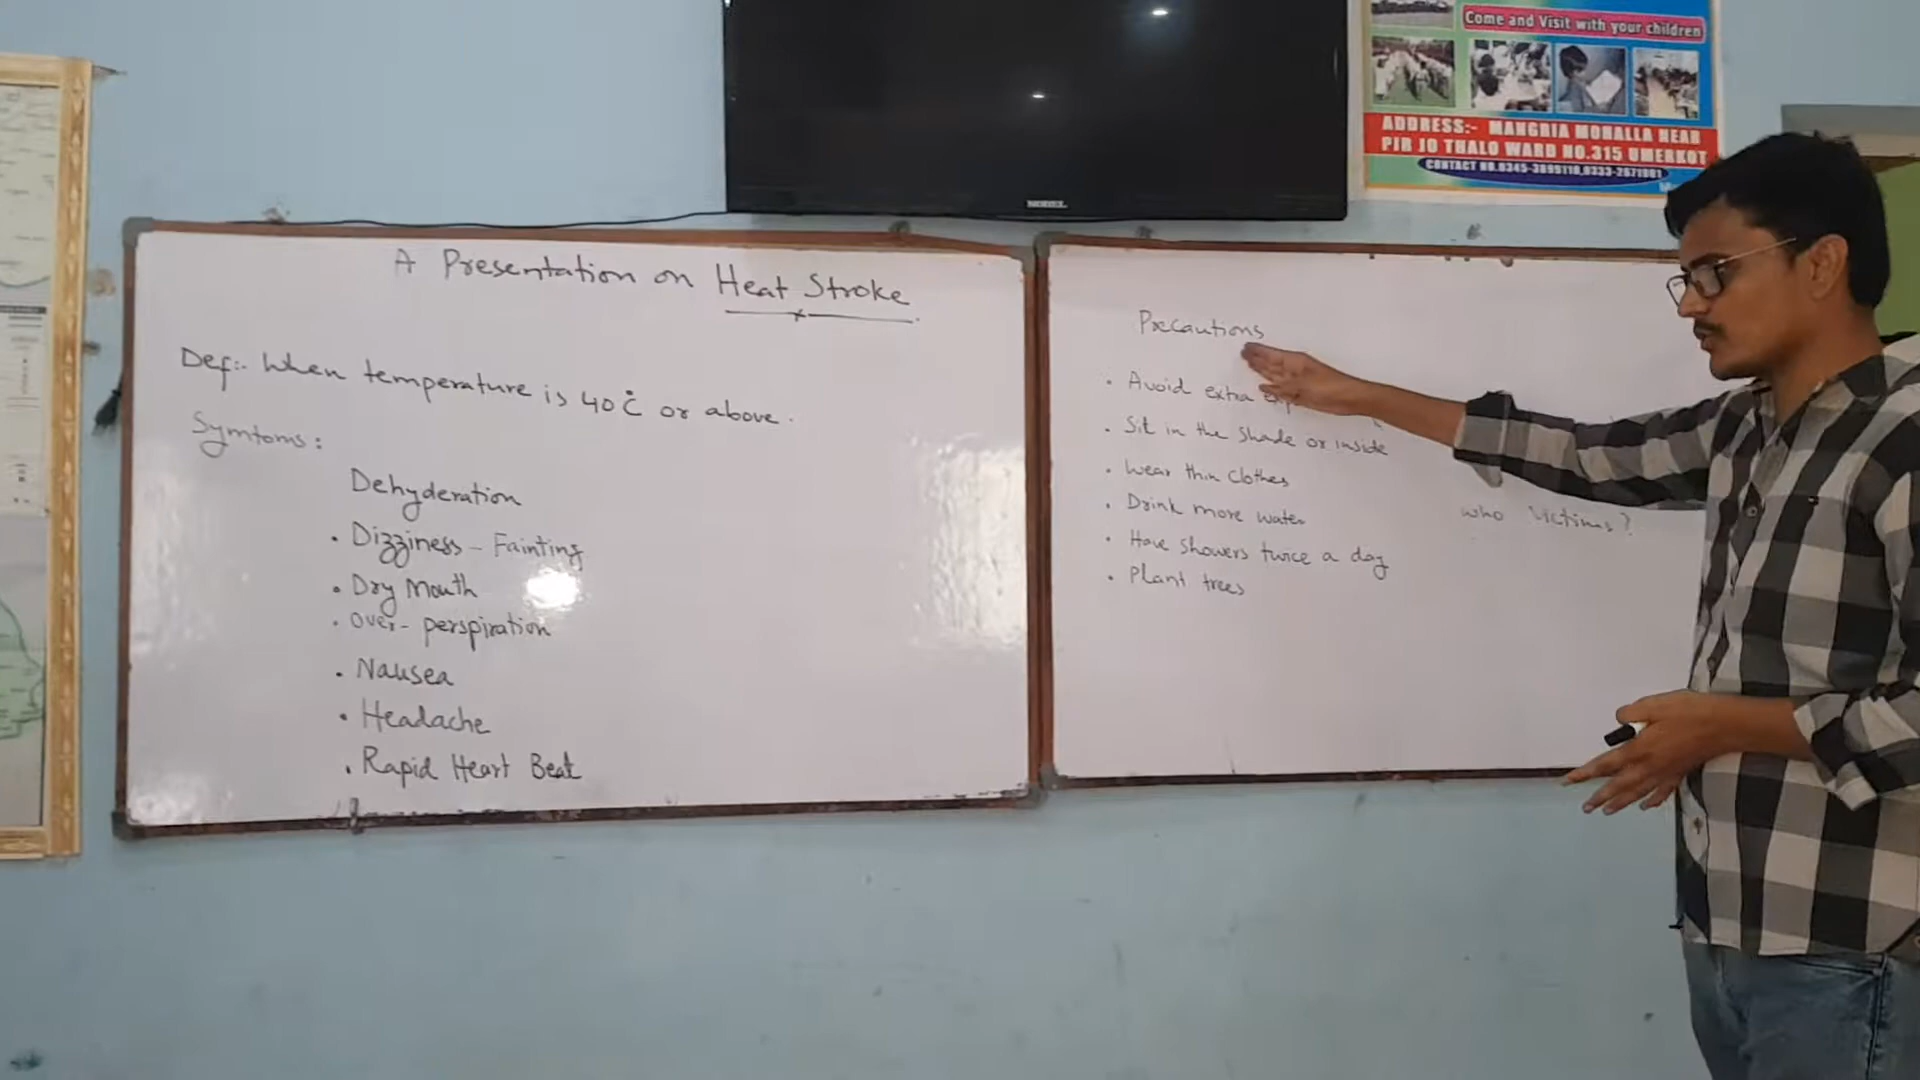 A Presentation on Heat Stroke
Def:- When temperature is 40°C or above.
Symtoms:
Dehyderation
• Dizziness - Fainting
• Dry Mouth
• Over-perspiration
• Nausea
• Headache
• Rapid Heart Beat
Precautions
• Avoid extra
• Sit in the shade or inside
• Wear thin clothes
• Drink more water
• Have showers twice a day
• Plant trees
who victims?
Come and Visit with your children
ADDRESS:- MANGRIA MOHALLA NEAR
PIR JO THALO WARD NO.315 UMERKOT
CONTACT NO.
NOBEL